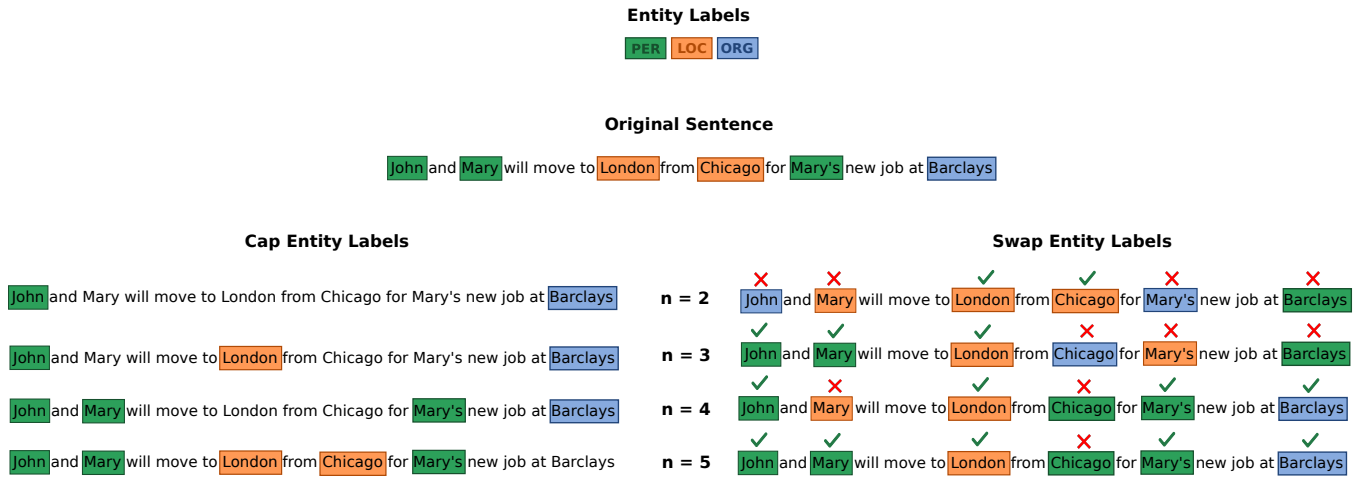 Entity Labels
PER LOC ORG
Original Sentence
John and Mary will move to London from Chicago for Mary's new job at Barclays
Cap Entity Labels
Swap Entity Labels
John and Mary will move to London from Chicago for Mary's new job at Barclays
n = 2
John and Mary will move to London from Chicago for Mary's new job at Barclays
John and Mary will move to London from Chicago for Mary's new job at Barclays
n = 3
John and Mary will move to London from Chicago for Mary's new job at Barclays
John and Mary will move to London from Chicago for Mary's new job at Barclays
n = 4
John and Mary will move to London from Chicago for Mary's new job at Barclays
John and Mary will move to London from Chicago for Mary's new job at Barclays
n = 5
John and Mary will move to London from Chicago for Mary's new job at Barclays